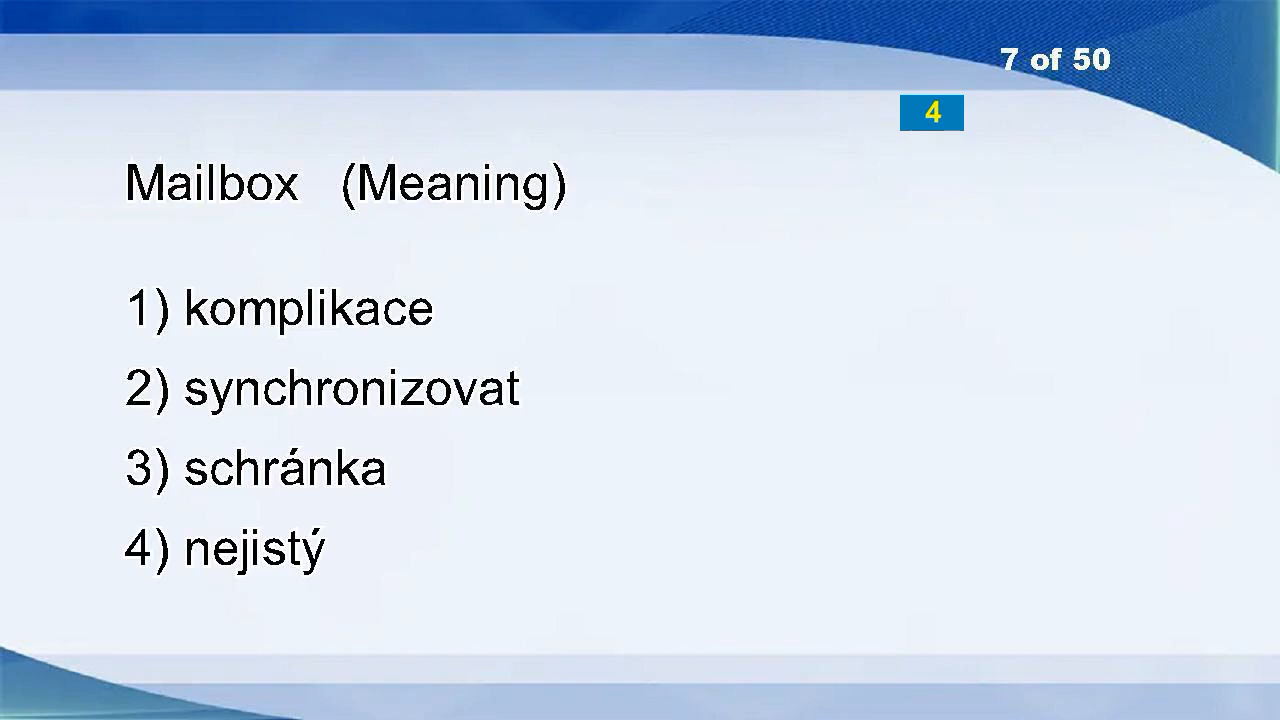 7 of 50
4
Mailbox (Meaning)
1) komplikace
2) synchronizovat
3) schránka
4) nejistý